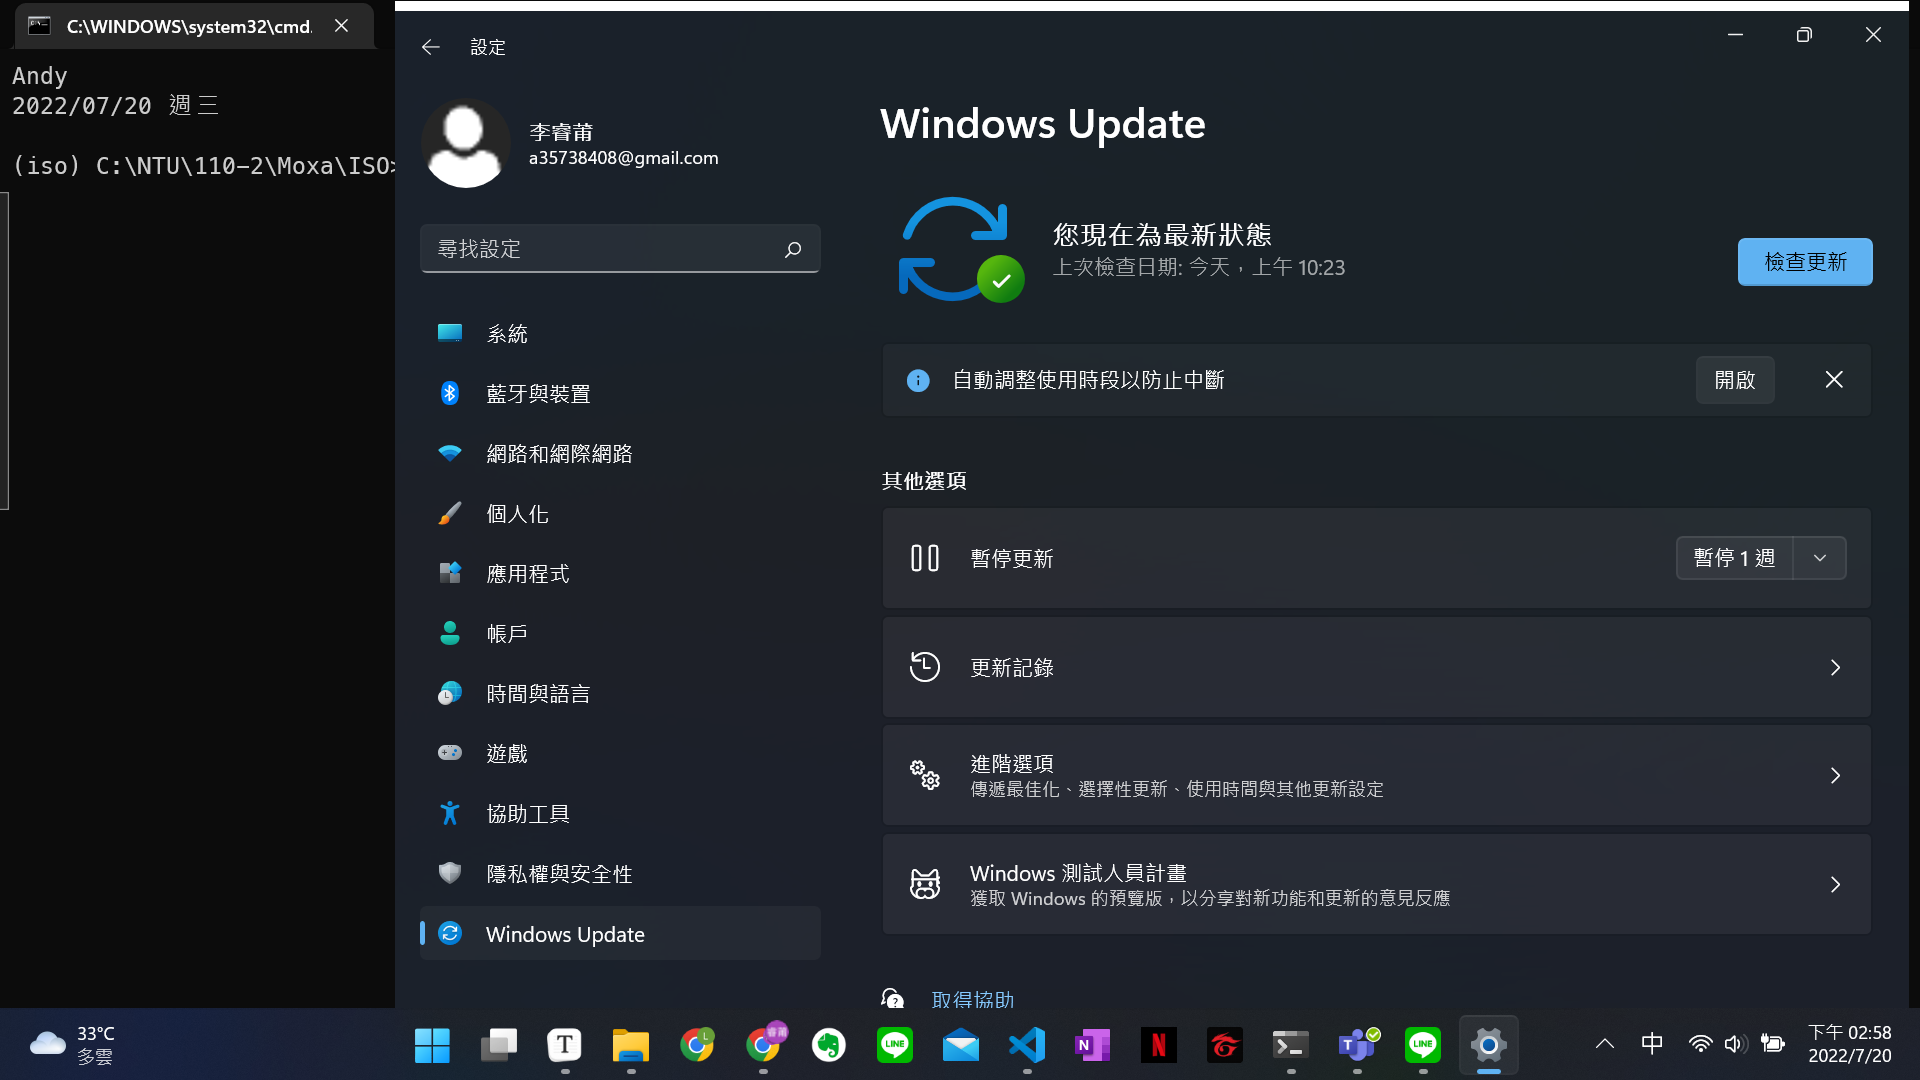 C:\WINDOWS\system32\cmd.
Andy
2022/07/20 週三
(iso) C:\NTU\110-2\Moxa\ISO>
設定
李睿莆
a35738408@gmail.com
尋找設定
系統
藍牙與裝置
網路和網際網路
個人化
應用程式
帳戶
時間與語言
遊戲
協助工具
隱私權與安全性
Windows Update
Windows Update
您現在為最新狀態
上次檢查日期: 今天，上午 10:23
檢查更新
自動調整使用時段以防止中斷
開啟
其他選項
暫停更新
暫停 1 週
更新記錄
進階選項
傳遞最佳化、選擇性更新、使用時間與其他更新設定
Windows 測試人員計畫
獲取 Windows 的預覽版，以分享對新功能和更新的意見反應
取得協助
33°C
多雲
T
L
睿莆
LINE
N
N
T
LINE
中
下午 02:58
2022/7/20